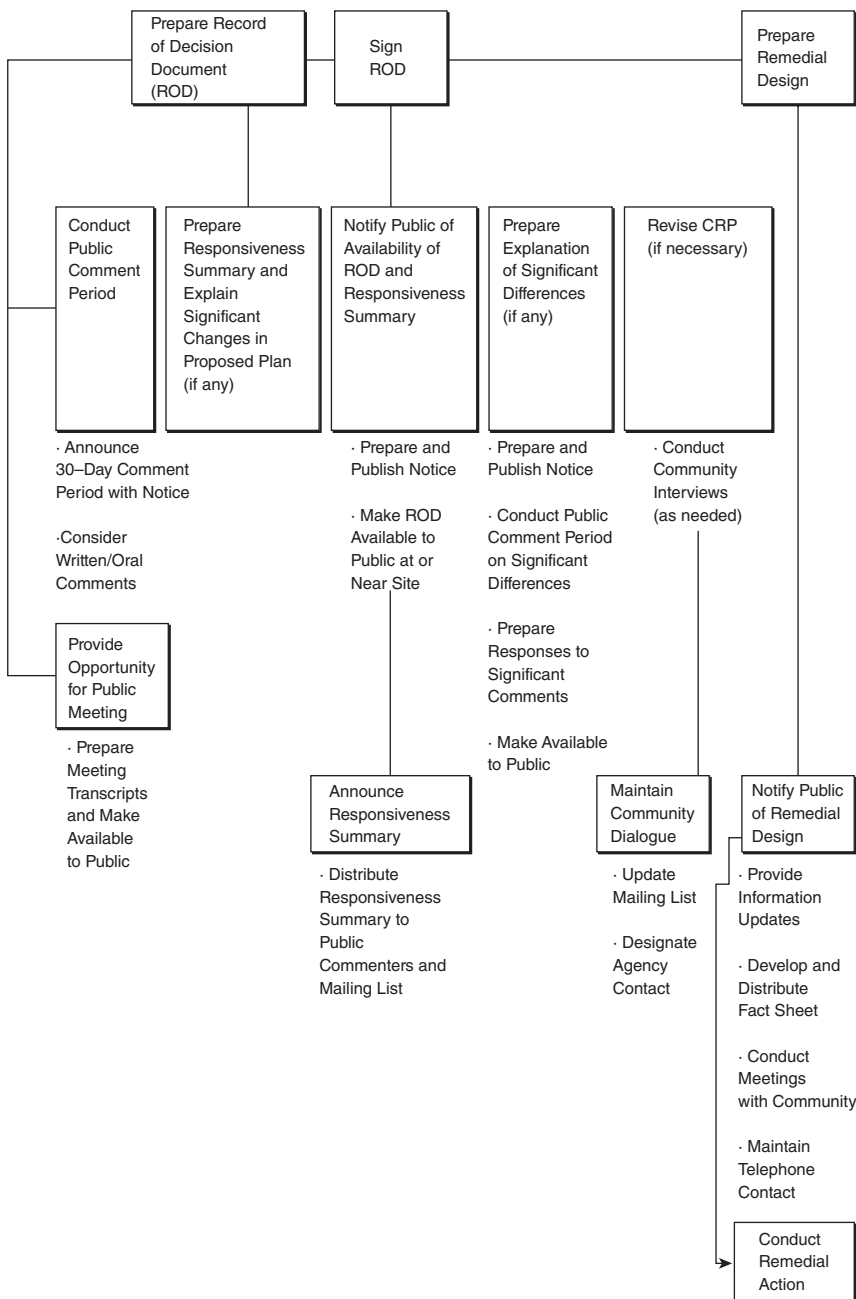 Prepare Record
of Decision
Document
(ROD)
Sign
ROD
Prepare
Remedial
Design
Conduct
Public
Comment
Period
Prepare
Responsiveness
Summary and
Explain
Significant
Changes in
Proposed Plan
(if any)
Notify Public of
Availability of
ROD and
Responsiveness
Summary
Prepare
Explanation
of Significant
Differences
(if any)
Revise CRP
(if necessary)
· Announce
30–Day Comment
Period with Notice
·Consider
Written/Oral
Comments
· Prepare and
Publish Notice
· Make ROD
Available to
Public at or
Near Site
· Prepare and
Publish Notice
· Conduct Public
Comment Period
on Significant
Differences
· Prepare
Responses to
Significant
Comments
· Make Available
to Public
· Conduct
Community
Interviews
(as needed)
Provide
Opportunity
for Public
Meeting
· Prepare
Meeting
Transcripts
and Make
Available
to Public
Announce
Responsiveness
Summary
· Distribute
Responsiveness
Summary to
Public
Commenters and
Mailing List
Maintain
Community
Dialogue
· Update
Mailing List
· Designate
Agency
Contact
Notify Public
of Remedial
Design
· Provide
Information
Updates
· Develop and
Distribute
Fact Sheet
· Conduct
Meetings
with Community
· Maintain
Telephone
Contact
Conduct
Remedial
Action